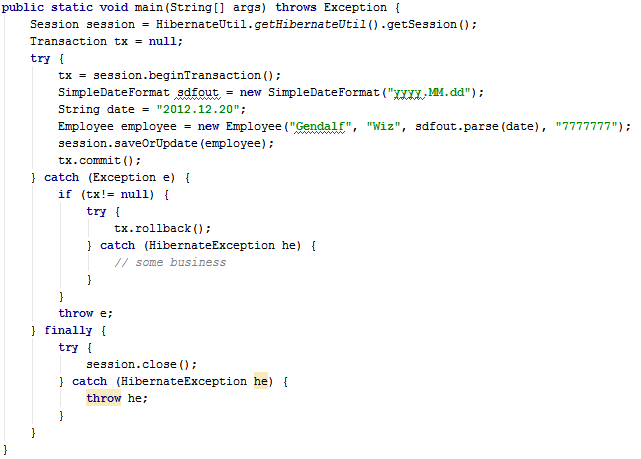 public static void main(String[] args) throws Exception {
    Session session = HibernateUtil.getHibernateUtil().getSession();
    Transaction tx = null;
    try {
        tx = session.beginTransaction();
        SimpleDateFormat sdfout = new SimpleDateFormat("yyyy.MM.dd");
        String date = "2012.12.20";
        Employee employee = new Employee("Gendalf", "Wiz", sdfout.parse(date), "7777777");
        session.saveOrUpdate(employee);
        tx.commit();
    } catch (Exception e) {
        if (tx!= null) {
            try {
                tx.rollback();
            } catch (HibernateException he) {
                // some business
            }
        }
        throw e;
    } finally {
        try {
            session.close();
        } catch (HibernateException he) {
            throw he;
        }
    }
}